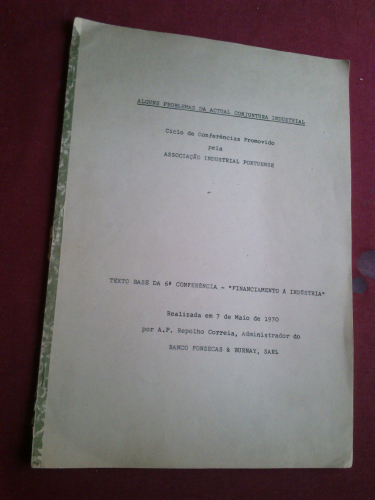 ALGUNS PROBLEMAS DA ACTUAL CONJUNTURA INDUSTRIAL
Ciclo de Conferências Promovido
pela
ASSOCIAÇÃO INDUSTRIAL PORTUENSE
TEXTO BASE DA 6ª CONFERÊNCIA - "FINANCIAMENTO À INDÚSTRIA"
Realizada em 7 de Maio de 1970
por A.F. Repolho Correia, Administrador do
BANCO FONSECAS & BURNAY, SARL